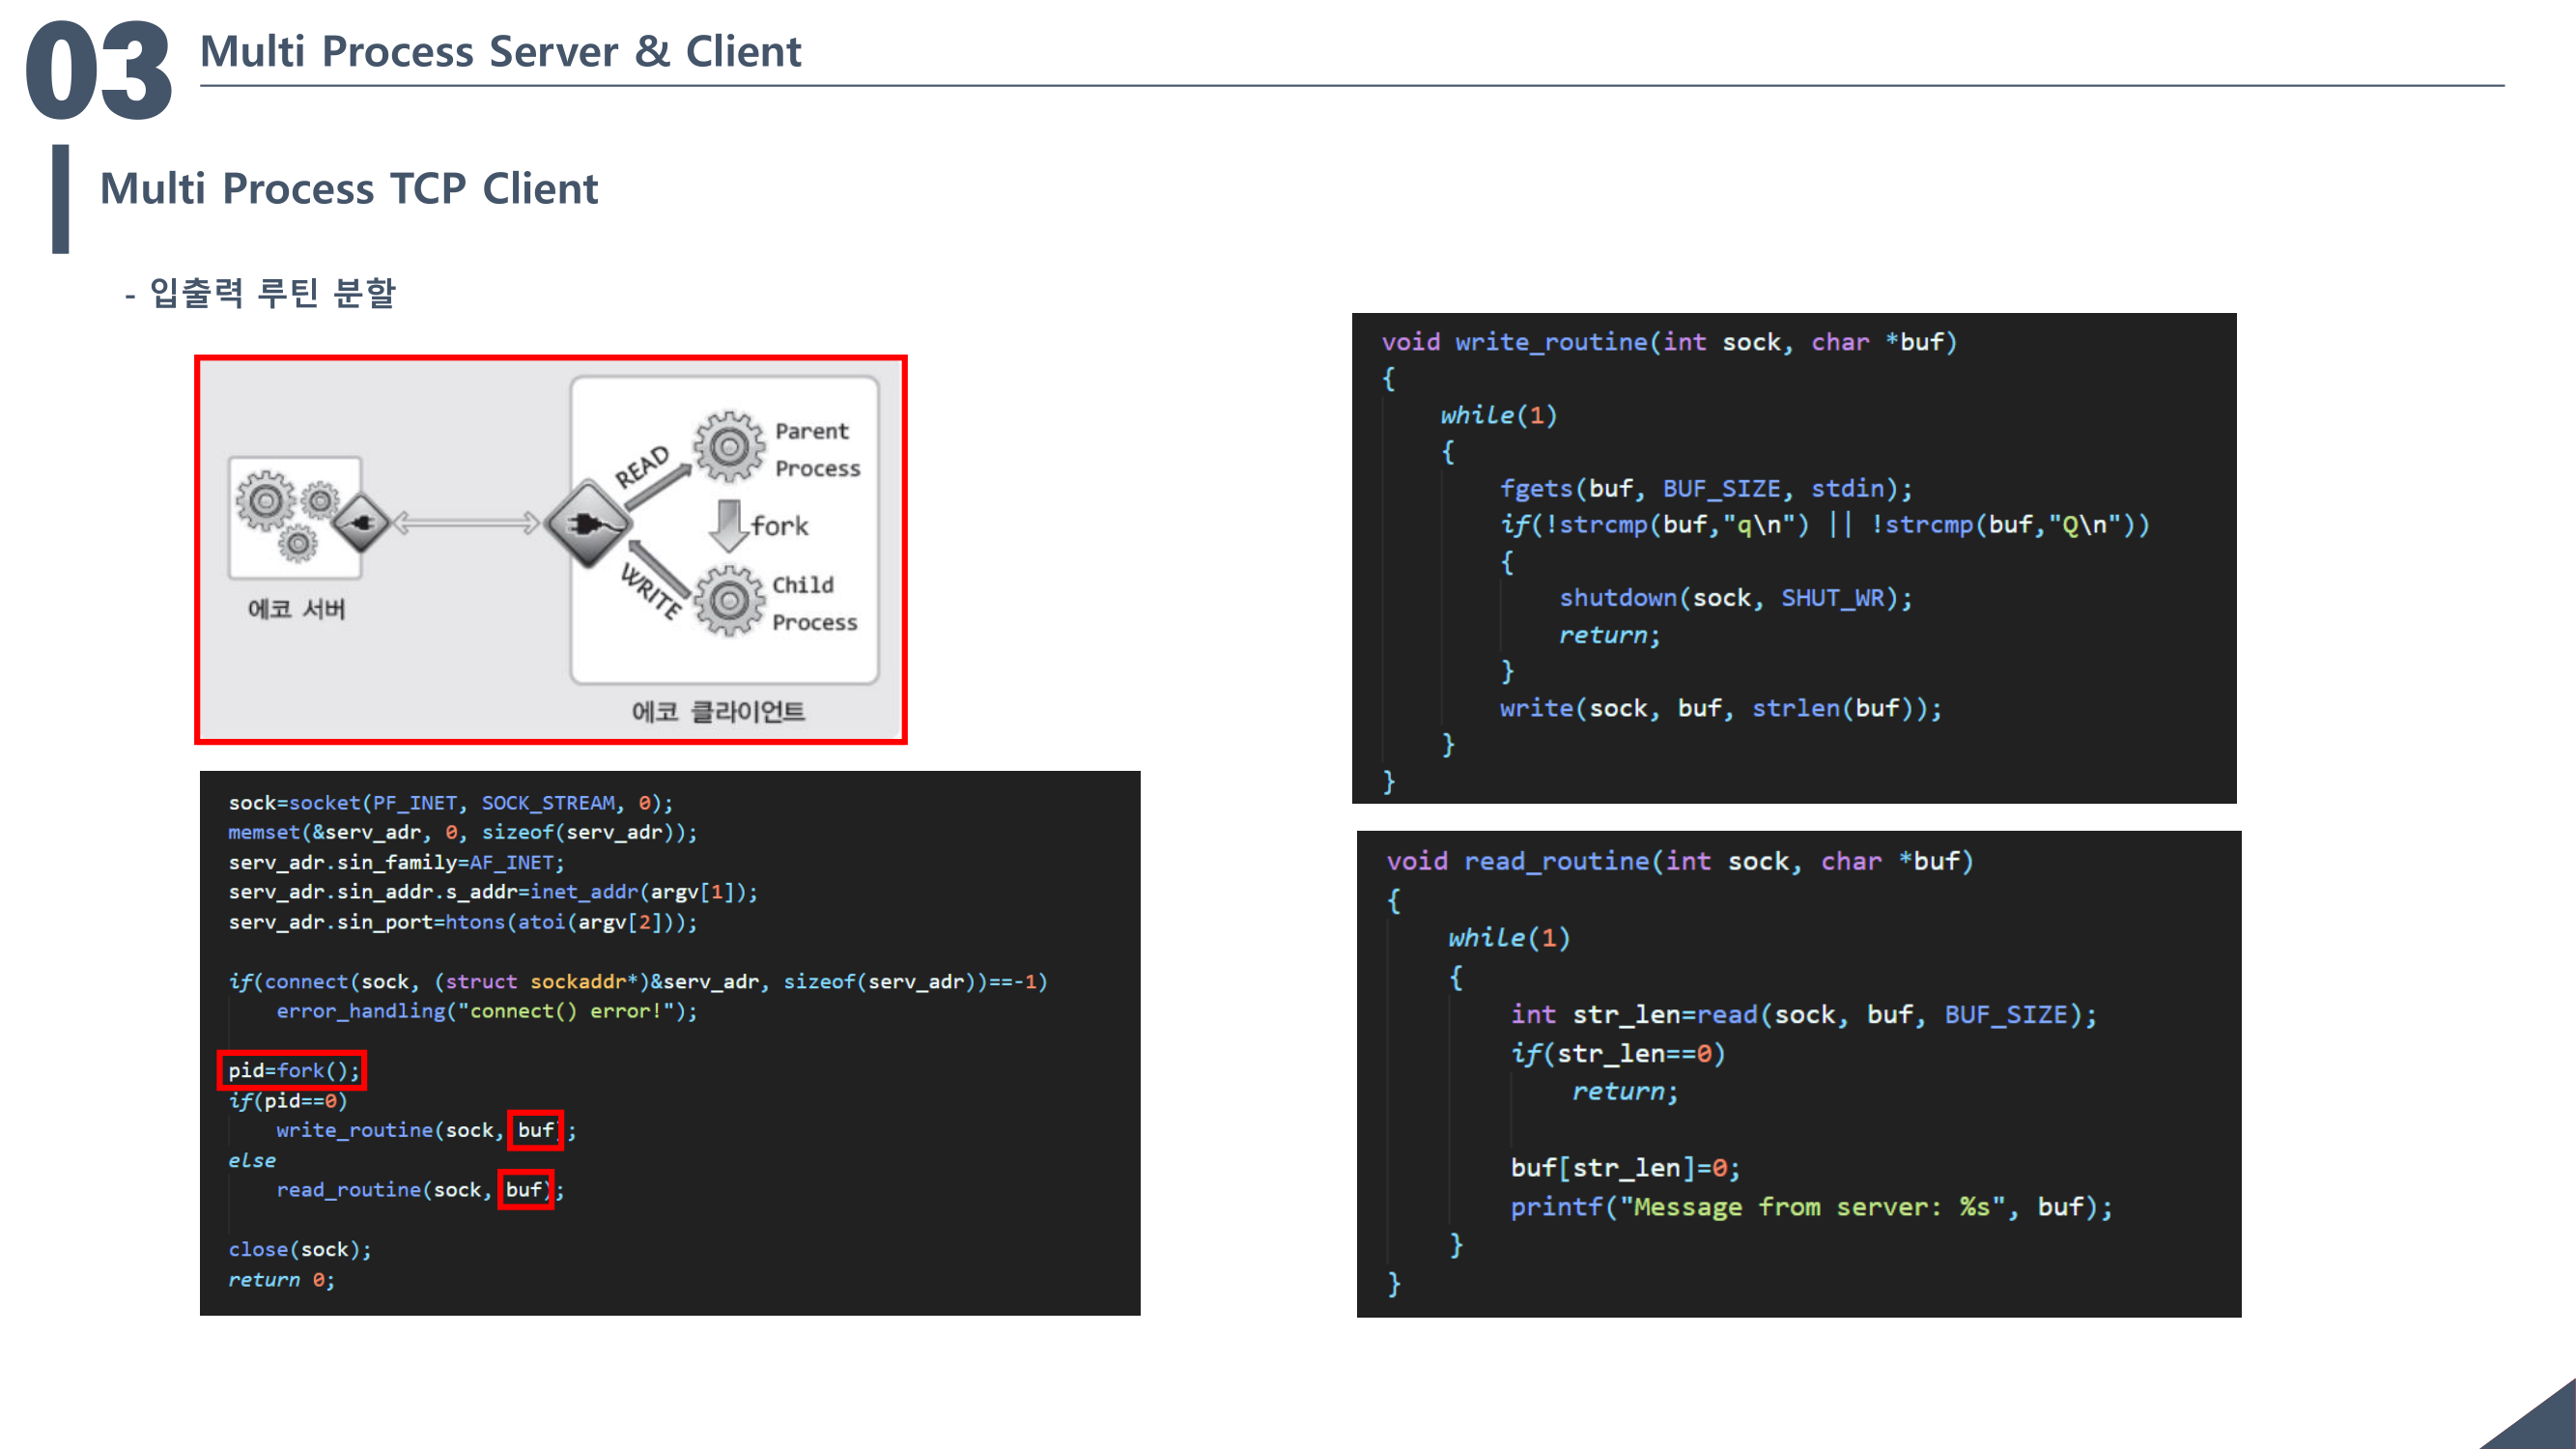 03 Multi Process Server & Client
Multi Process TCP Client
- 입출력 루틴 분할
에코 서버
READ
WRITE
Parent
Process
fork
Child
Process
에코 클라이언트
sock=socket(PF_INET, SOCK_STREAM, 0);
memset(&serv_adr, 0, sizeof(serv_adr));
serv_adr.sin_family=AF_INET;
serv_adr.sin_addr.s_addr=inet_addr(argv[1]);
serv_adr.sin_port=htons(atoi(argv[2]));
if(connect(sock, (struct sockaddr*)&serv_adr, sizeof(serv_adr))==-1)
error_handling("connect() error!");
pid=fork();
if(pid==0)
write_routine(sock, buf);
else
read_routine(sock, buf);
close(sock);
return 0;
void write_routine(int sock, char *buf)
{
while(1)
{
fgets(buf, BUF_SIZE, stdin);
if(!strcmp(buf,"q\n") || !strcmp(buf,"Q\n"))
{
shutdown(sock, SHUT_WR);
return;
}
write(sock, buf, strlen(buf));
}
}
void read_routine(int sock, char *buf)
{
while(1)
{
int str_len=read(sock, buf, BUF_SIZE);
if(str_len==0)
return;
buf[str_len]=0;
printf("Message from server: %s", buf);
}
}